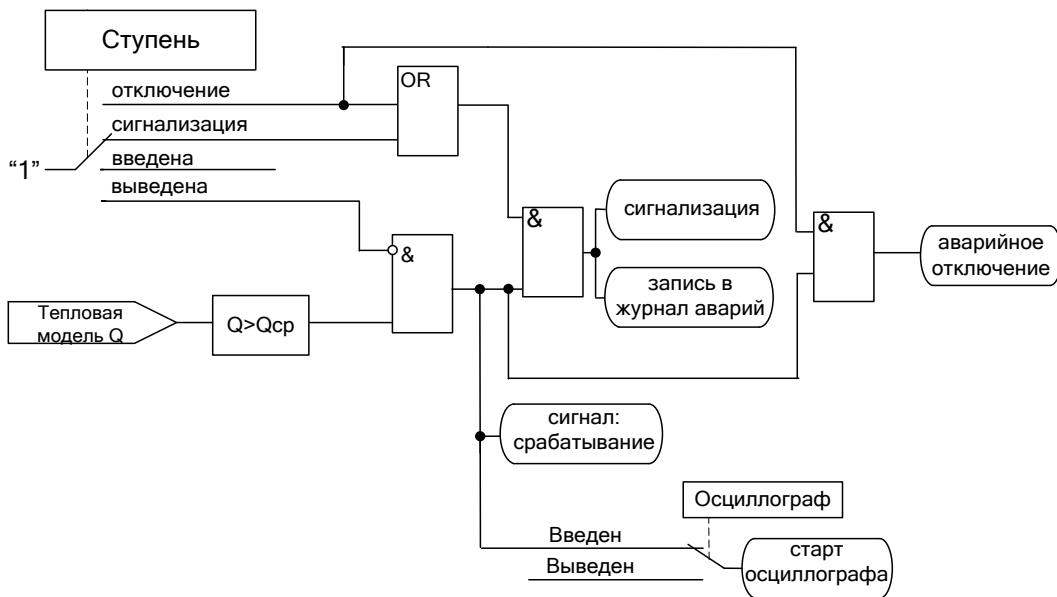 Ступень
отключение
OR
сигнализация
“1”
введена
выведена
&
сигнализация
&
&
аварийное
отключение
запись в
журнал аварий
Тепловая
модель Q
Q>Qср
&
сигнал:
срабатывание
Осциллограф
Введен
Выведен
старт
осциллографа